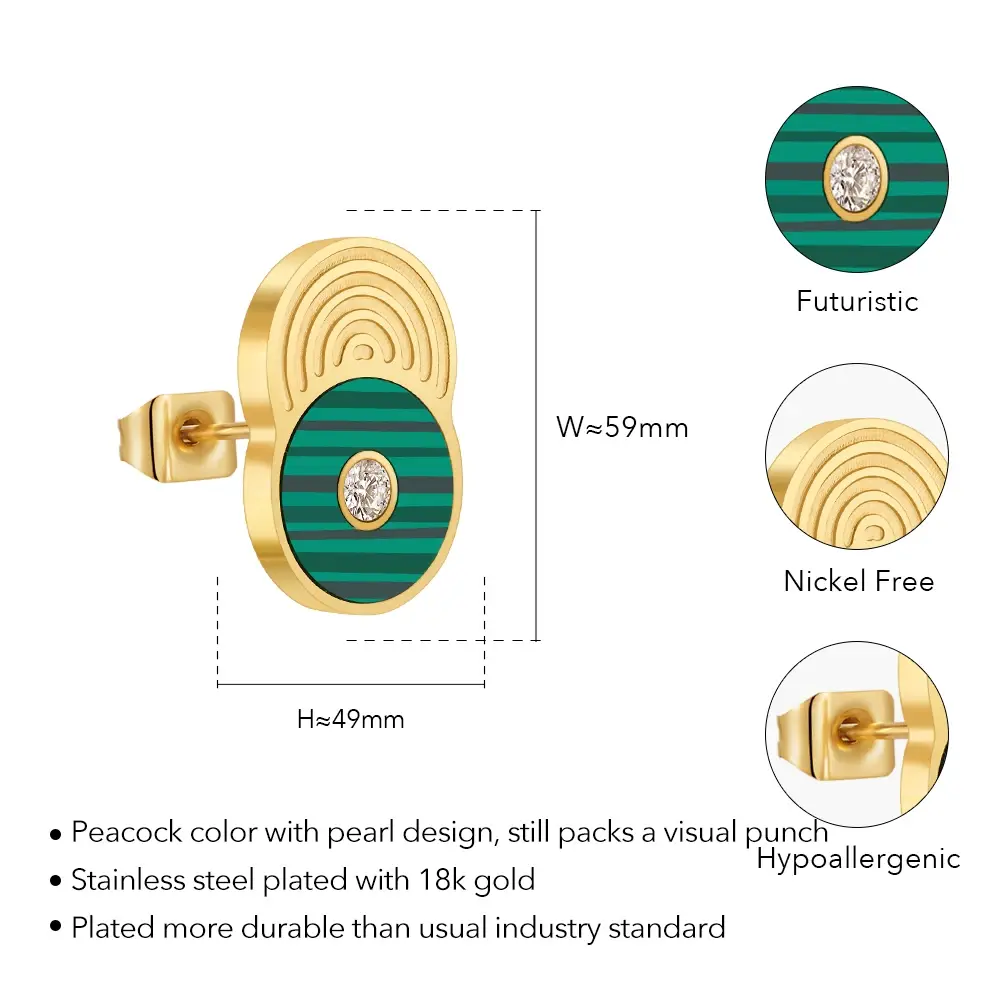 Futuristic
W≈59mm
Nickel Free
H≈49mm
• Peacock color with pearl design, still packs a visual punch
Hypoallergenic
• Stainless steel plated with 18k gold
• Plated more durable than usual industry standard